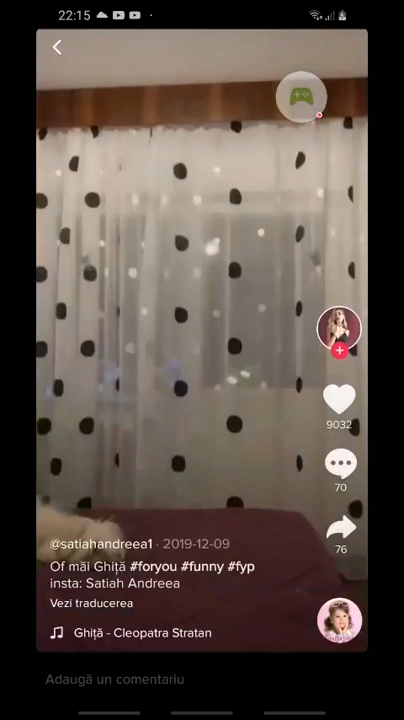 22:15
9032
70
76
@satiahandreea1 · 2019-12-09
Of măi Ghiță #foryou #funny #fyp
insta: Satiah Andreea
Vezi traducerea
Ghiță - Cleopatra Stratan
Adaugă un comentariu